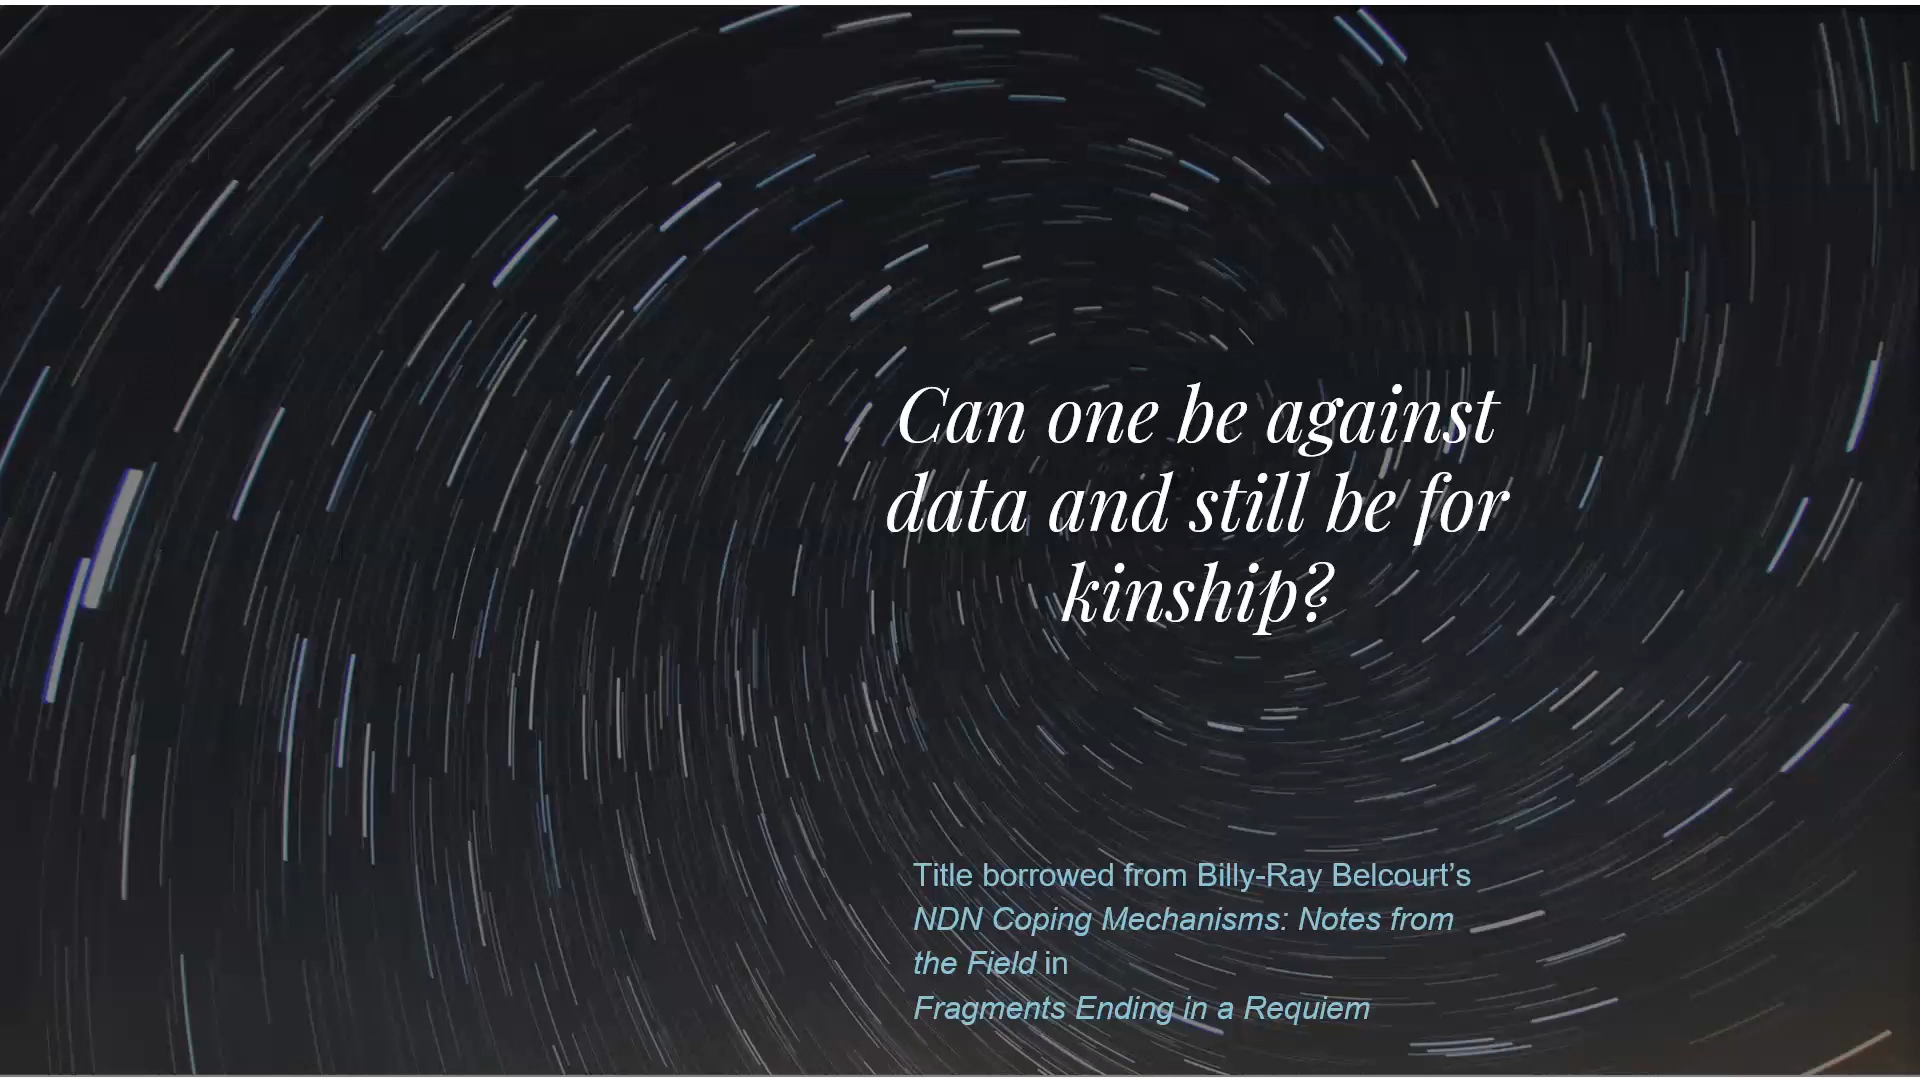 Can one be against
data and still be for
kinship?
Title borrowed from Billy-Ray Belcourt’s
NDN Coping Mechanisms: Notes from
the Field in
Fragments Ending in a Requiem